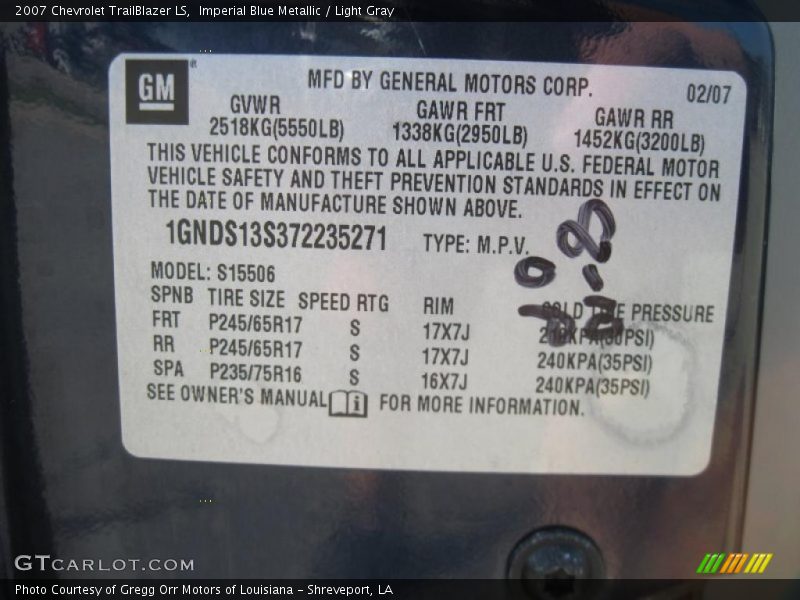 2007 Chevrolet TrailBlazer LS, Imperial Blue Metallic / Light Gray
GM
MFD BY GENERAL MOTORS CORP. 02/07
GVWR GAWR FRT GAWR RR
2518KG(5550LB) 1338KG(2950LB) 1452KG(3200LB)
THIS VEHICLE CONFORMS TO ALL APPLICABLE U.S. FEDERAL MOTOR
VEHICLE SAFETY AND THEFT PREVENTION STANDARDS IN EFFECT ON
THE DATE OF MANUFACTURE SHOWN ABOVE.
1GNDS13S372235271 TYPE: M.P.V.
MODEL: S15506
SPNB TIRE SIZE SPEED RTG RIM PRESSURE
FRT P245/65R17 S 17X7J
RR P245/65R17 S 17X7J 240KPA(35PSI)
SPA P235/75R16 S 16X7J 240KPA(35PSI)
SEE OWNER'S MANUAL FOR MORE INFORMATION.
GTCARLOT.COM
Photo Courtesy of Gregg Orr Motors of Louisiana - Shreveport, LA